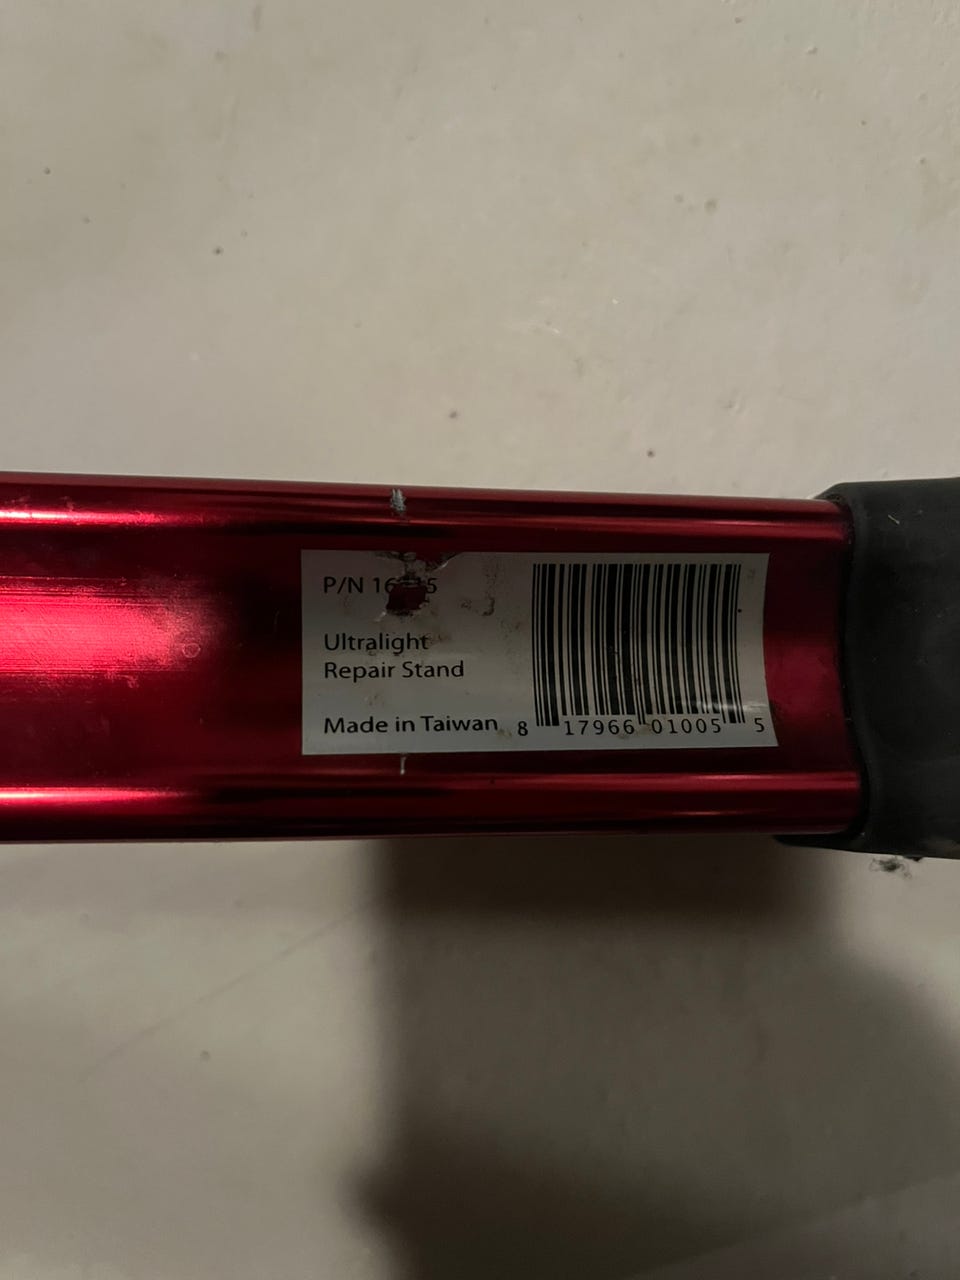 P/N
Ultralight
Repair Stand
Made in Taiwan
8 17966 01005 5